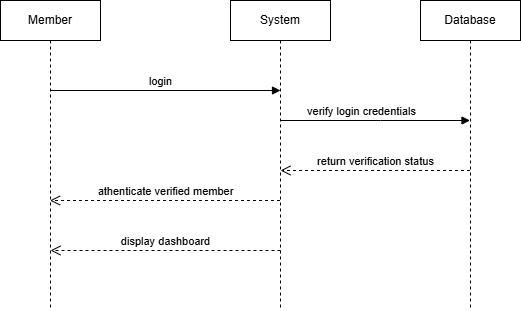 Member
System
Database
login
verify login credentials
return verification status
athenticate verified member
display dashboard